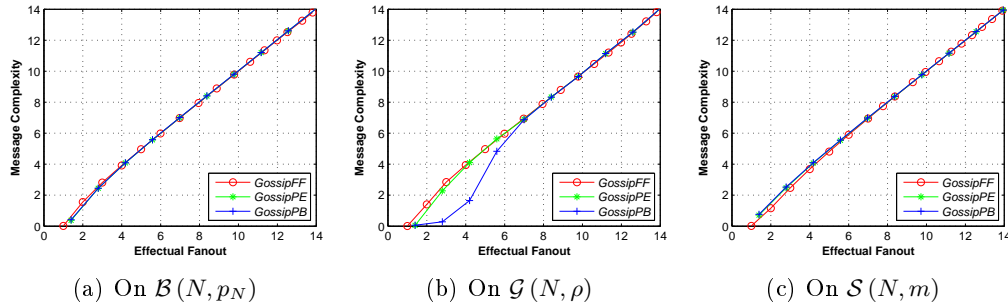 Message Complexity
14
12
10
8
6
4
2
0
0 2 4 6 8 10 12 14
Effectual Fanout
GossipFF
GossipPE
GossipPB
(a) On B (N, p_N)
Message Complexity
14
12
10
8
6
4
2
0
0 2 4 6 8 10 12 14
Effectual Fanout
GossipFF
GossipPE
GossipPB
(b) On G (N, ρ)
Message Complexity
14
12
10
8
6
4
2
0
0 2 4 6 8 10 12 14
Effectual Fanout
GossipFF
GossipPE
GossipPB
(c) On S (N, m)